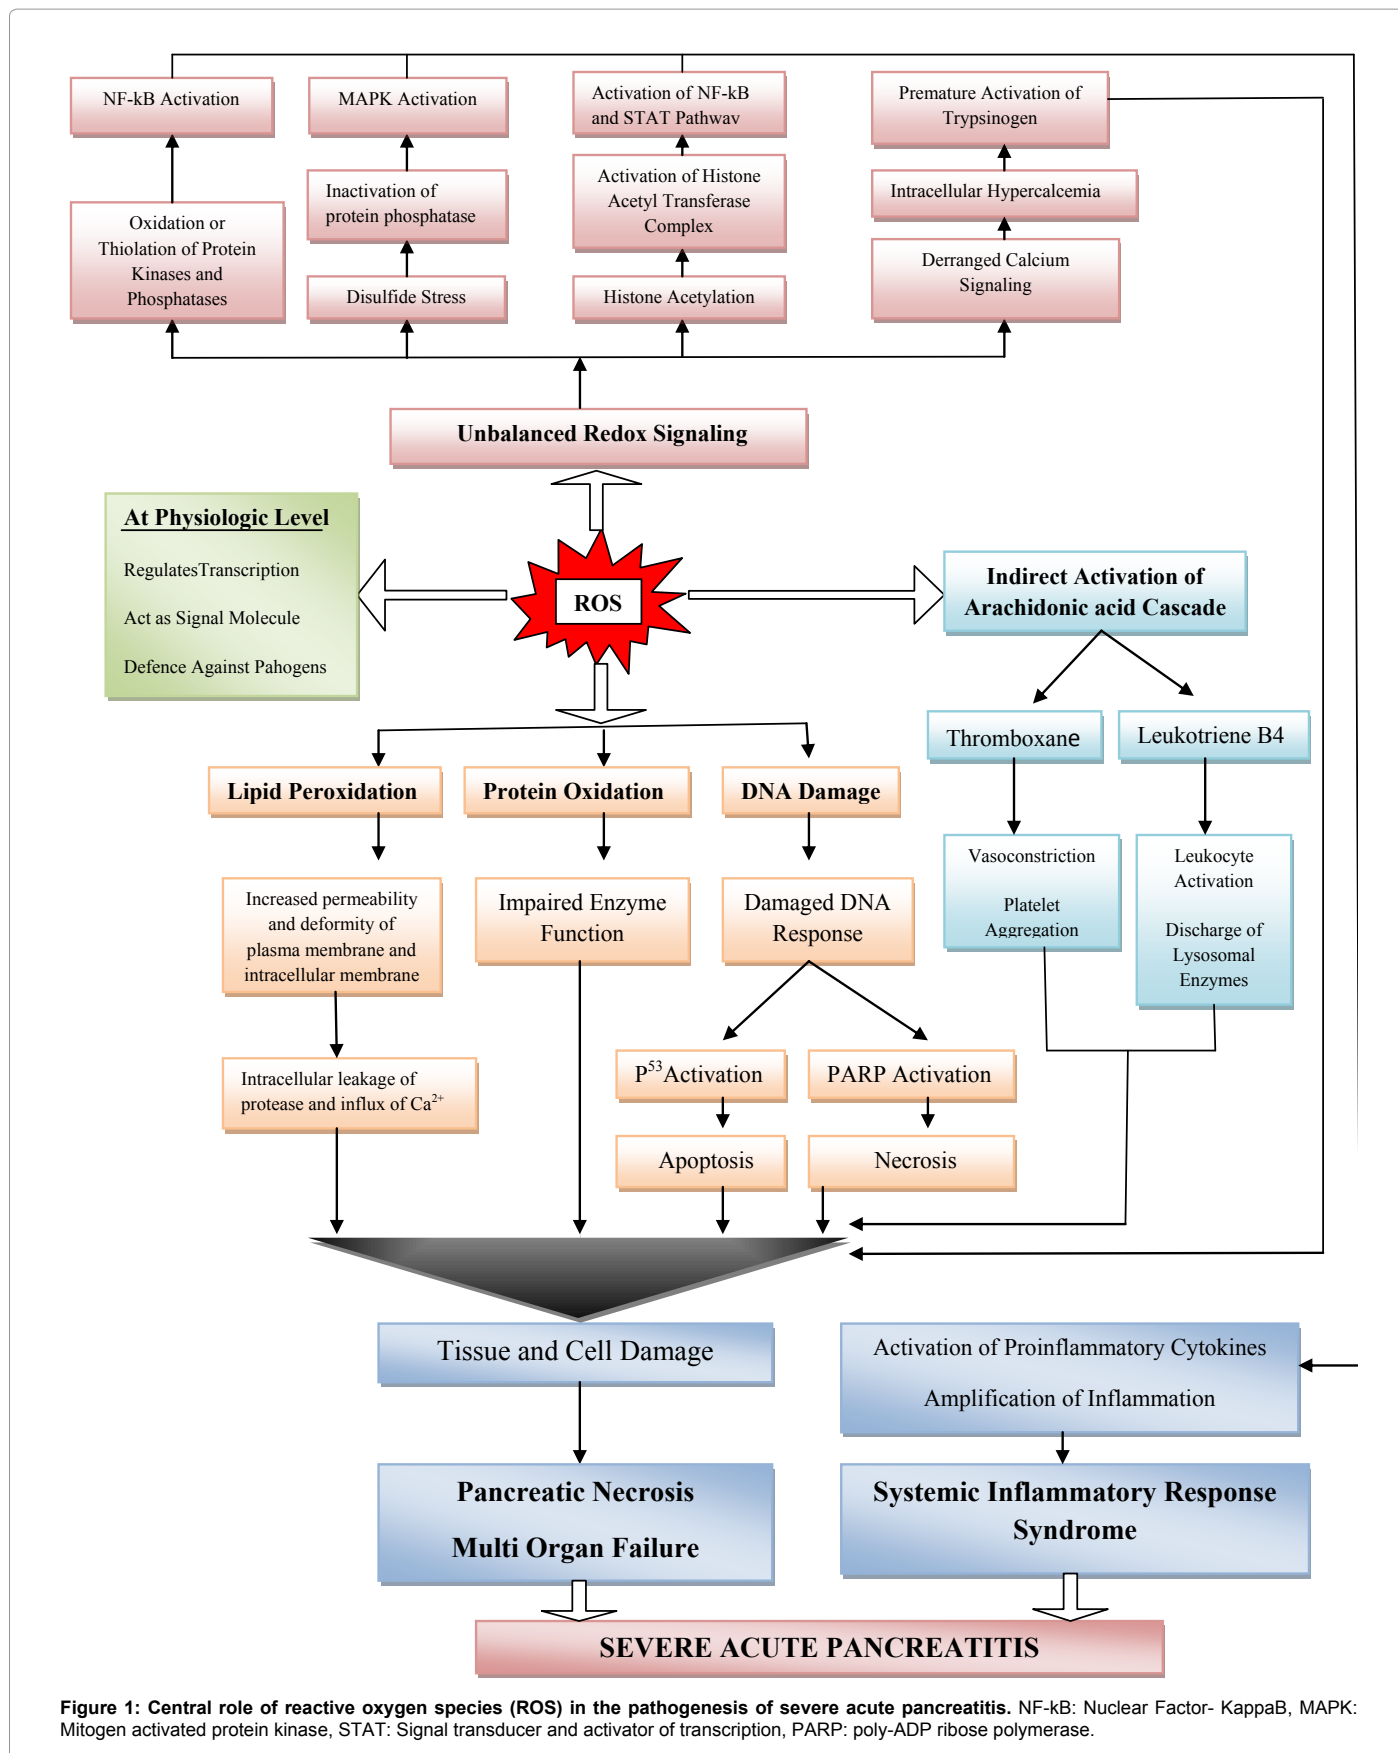 NF-kB Activation
MAPK Activation
Activation of NF-kB
and STAT Pathwav
Premature Activation of
Trypsinogen
Inactivation of
protein phosphatase
Activation of Histone
Acetyl Transferase
Complex
Intracellular Hypercalcemia
Oxidation or
Thiolation of Protein
Kinases and
Phosphatases
Derranged Calcium
Signaling
Disulfide Stress
Histone Acetylation
Unbalanced Redox Signaling
At Physiologic Level
RegulatesTranscription
Act as Signal Molecule
Defence Against Pahogens
ROS
Indirect Activation of
Arachidonic acid Cascade
Thromboxane
Leukotriene B4
Lipid Peroxidation
Protein Oxidation
DNA Damage
Vasoconstriction
Platelet
Aggregation
Leukocyte
Activation
Discharge of
Lysosomal
Enzymes
Increased permeability
and deformity of
plasma membrane and
intracellular membrane
Impaired Enzyme
Function
Damaged DNA
Response
Intracellular leakage of
protease and influx of Ca²⁺
P⁵³Activation
PARP Activation
Apoptosis
Necrosis
Tissue and Cell Damage
Activation of Proinflammatory Cytokines
Amplification of Inflammation
Pancreatic Necrosis
Multi Organ Failure
Systemic Inflammatory Response
Syndrome
SEVERE ACUTE PANCREATITIS
Figure 1: Central role of reactive oxygen species (ROS) in the pathogenesis of severe acute pancreatitis. NF-kB: Nuclear Factor- KappaB, MAPK:
Mitogen activated protein kinase, STAT: Signal transducer and activator of transcription, PARP: poly-ADP ribose polymerase.